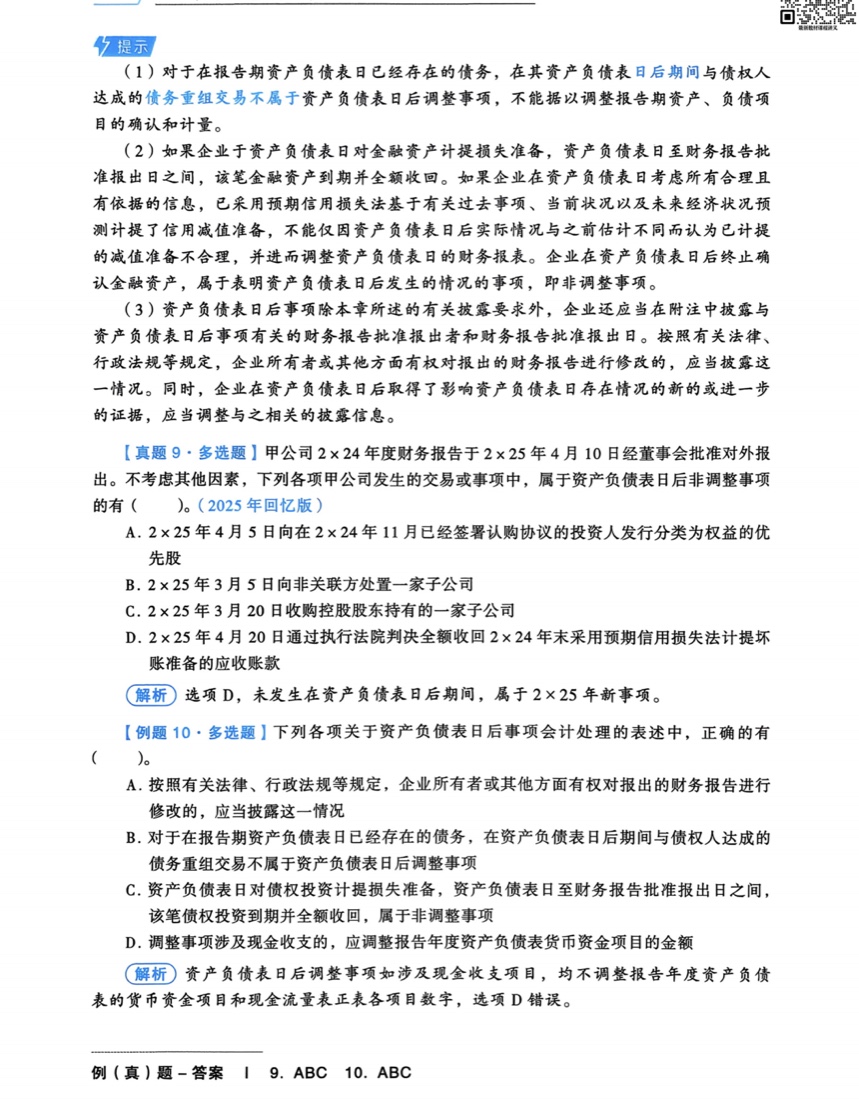 提示
（1）对于在报告期资产负债表日已经存在的债务，在其资产负债表日后期间与债权人
达成的债务重组交易不属于资产负债表日后调整事项，不能据以调整报告期资产、负债项
目的确认和计量。
（2）如果企业于资产负债表日对金融资产计提损失准备，资产负债表日至财务报告批
准报出日之间，该笔金融资产到期并全额收回。如果企业在资产负债表日考虑所有合理且
有依据的信息，已采用预期信用损失法基于有关过去事项、当前状况以及未来经济状况预
测计提了信用减值准备，不能仅因资产负债表日后实际情况与之前估计不同而认为已计提
的减值准备不合理，并进而调整资产负债表日的财务报表。企业在资产负债表日后终止确
认金融资产，属于表明资产负债表日后发生的情况的事项，即非调整事项。
（3）资产负债表日后事项除本章所述的有关披露要求外，企业还应当在附注中披露与
资产负债表日后事项有关的财务报告批准报出者和财务报告批准报出日。按照有关法律、
行政法规等规定，企业所有者或其他方面有权对报出的财务报告进行修改的，应当披露这
一情况。同时，企业在资产负债表日后取得了影响资产负债表日存在情况的新的或进一步
的证据，应当调整与之相关的披露信息。
【真题 9·多选题】甲公司 2×24 年度财务报告于 2×25 年 4 月 10 日经董事会批准对外报
出。不考虑其他因素，下列各项甲公司发生的交易或事项中，属于资产负债表日后非调整事项
的有（　　）。（2025 年回忆版）
A. 2×25 年 4 月 5 日向在 2×24 年 11 月已经签署认购协议的投资人发行分类为权益的优
先股
B. 2×25 年 3 月 5 日向非关联方处置一家子公司
C. 2×25 年 3 月 20 日收购控股股东持有的一家子公司
D. 2×25 年 4 月 20 日通过执行法院判决全额收回 2×24 年末采用预期信用损失法计提坏
账准备的应收账款
解析 选项 D，未发生在资产负债表日后期间，属于 2×25 年新事项。
【例题 10·多选题】下列各项关于资产负债表日后事项会计处理的表述中，正确的有
（　　）。
A. 按照有关法律、行政法规等规定，企业所有者或其他方面有权对报出的财务报告进行
修改的，应当披露这一情况
B. 对于在报告期资产负债表日已经存在的债务，在资产负债表日后期间与债权人达成的
债务重组交易不属于资产负债表日后调整事项
C. 资产负债表日对债权投资计提损失准备，资产负债表日至财务报告批准报出日之间，
该笔债权投资到期并全额收回，属于非调整事项
D. 调整事项涉及现金收支的，应调整报告年度资产负债表货币资金项目的金额
解析 资产负债表日后调整事项如涉及现金收支项目，均不调整报告年度资产负债
表的货币资金项目和现金流量表正表各项目数字，选项 D 错误。
例（真）题－答案 | 9. ABC 10. ABC